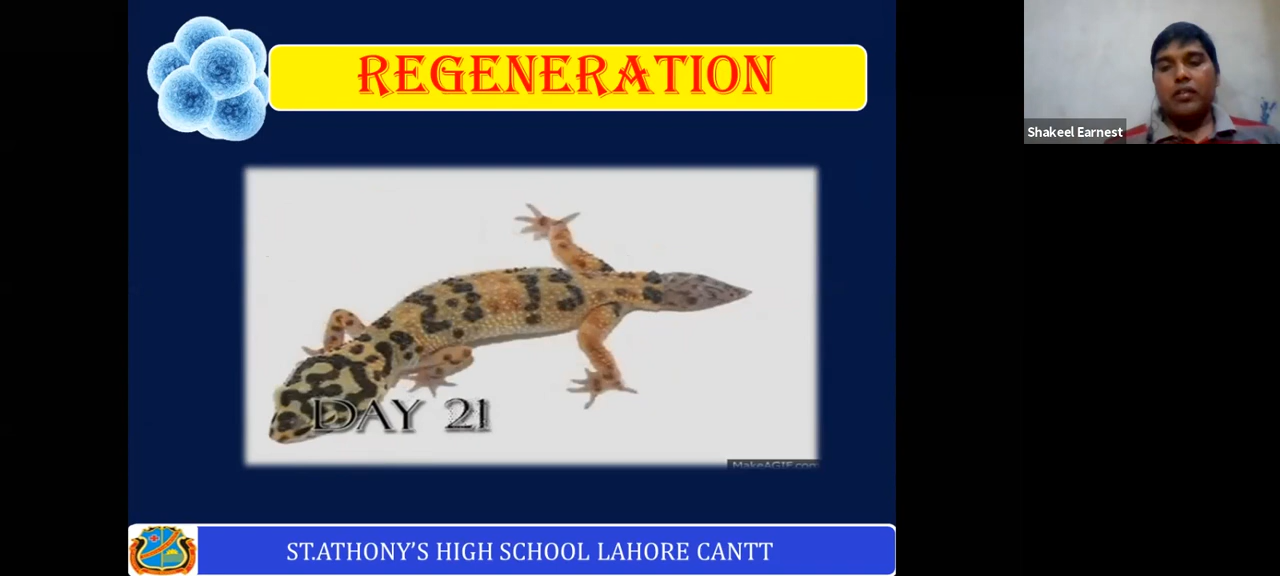 REGENERATION
Shakeel Earnest
DAY 21
MakeAGIF.com
ST.ATHONY'S HIGH SCHOOL LAHORE CANTT